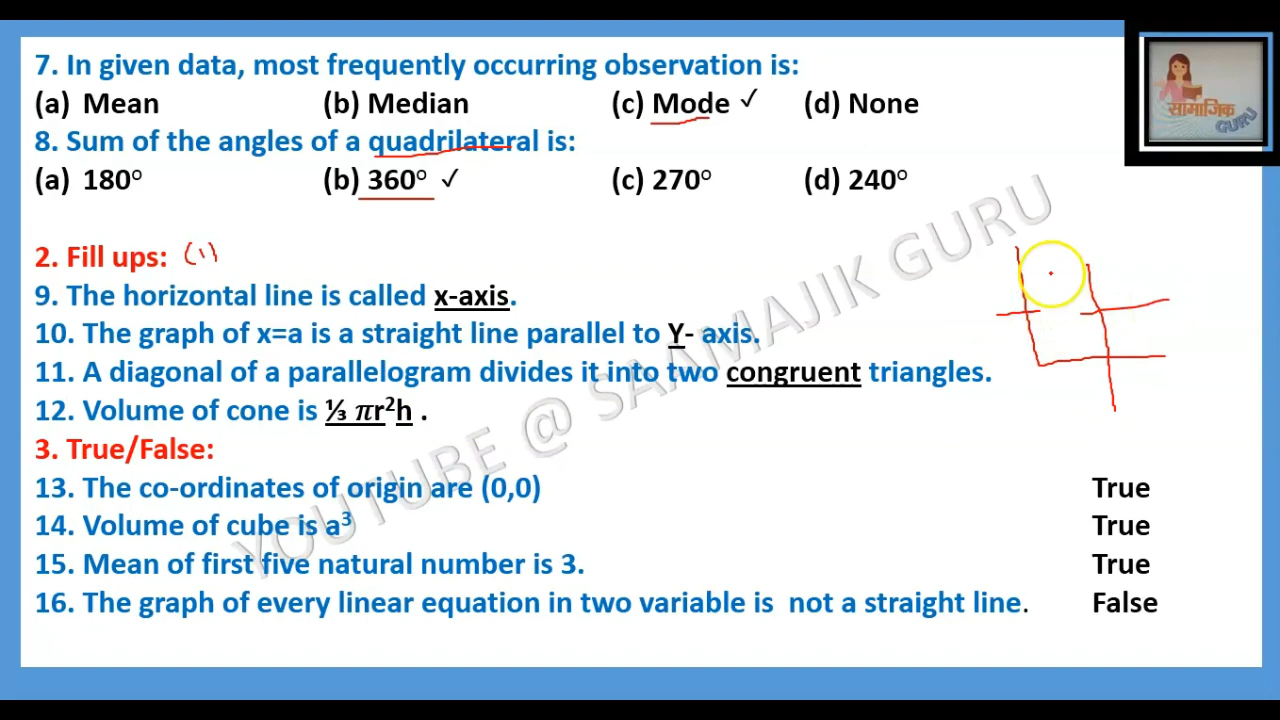 7. In given data, most frequently occurring observation is:
(a) Mean (b) Median (c) Mode ✓ (d) None
8. Sum of the angles of a quadrilateral is:
(a) 180° (b) 360° ✓ (c) 270° (d) 240°
सामाजिक
GURU
2. Fill ups: (1)
9. The horizontal line is called x-axis.
10. The graph of x=a is a straight line parallel to Y- axis.
11. A diagonal of a parallelogram divides it into two congruent triangles.
12. Volume of cone is ⅓ 𝜋r²h .
3. True/False:
13. The co-ordinates of origin are (0,0) True
14. Volume of cube is a³ True
15. Mean of first five natural number is 3. True
16. The graph of every linear equation in two variable is not a straight line. False
YOUTUBE @ SAAMAJIK GURU